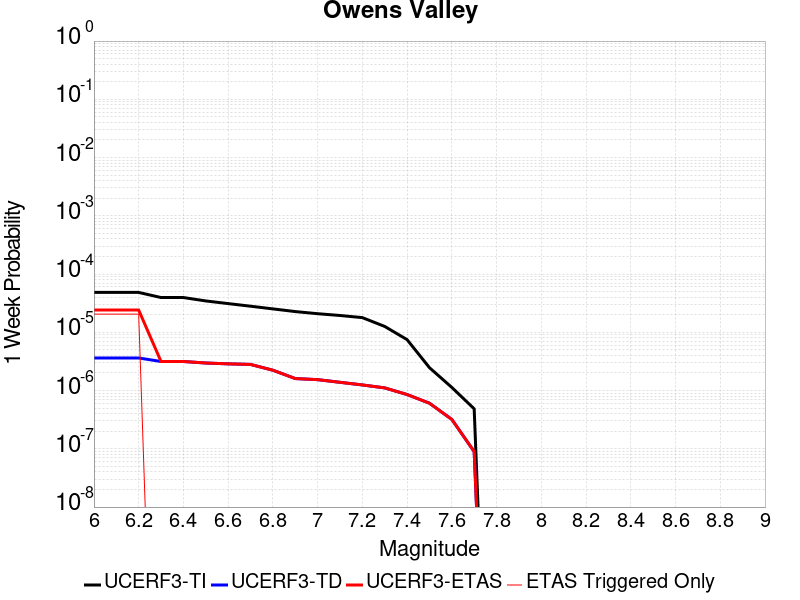 Owens Valley
10^0
10^-1
10^-2
10^-3
10^-4
10^-5
10^-6
10^-7
10^-8
1 Week Probability
6 6.2 6.4 6.6 6.8 7 7.2 7.4 7.6 7.8 8 8.2 8.4 8.6 8.8 9
Magnitude
UCERF3-TI UCERF3-TD UCERF3-ETAS ETAS Triggered Only